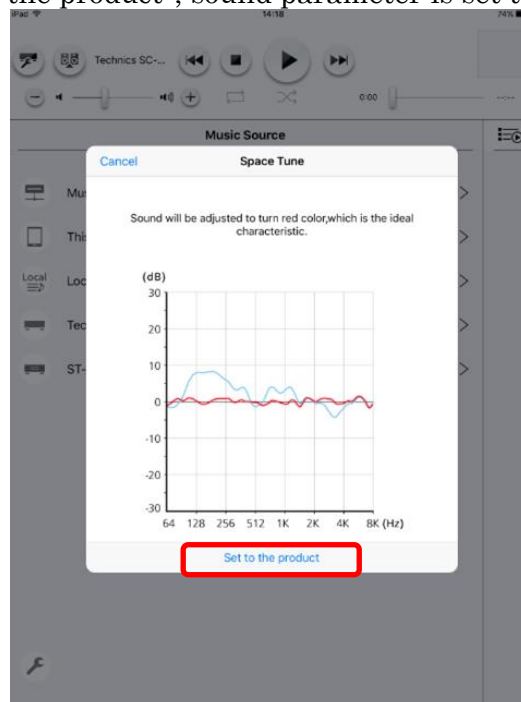 the product", sound parameter is set t
iPad 14:18 74%
Technics SC-...
0:00 --:--
Music Source
Cancel Space Tune
Mu
Sound will be adjusted to turn red color,which is the ideal
characteristic.
Thi
Local Loc
Tec
ST-
(dB)
30
20
10
0
-10
-20
-30
64 128 256 512 1K 2K 4K 8K (Hz)
Set to the product